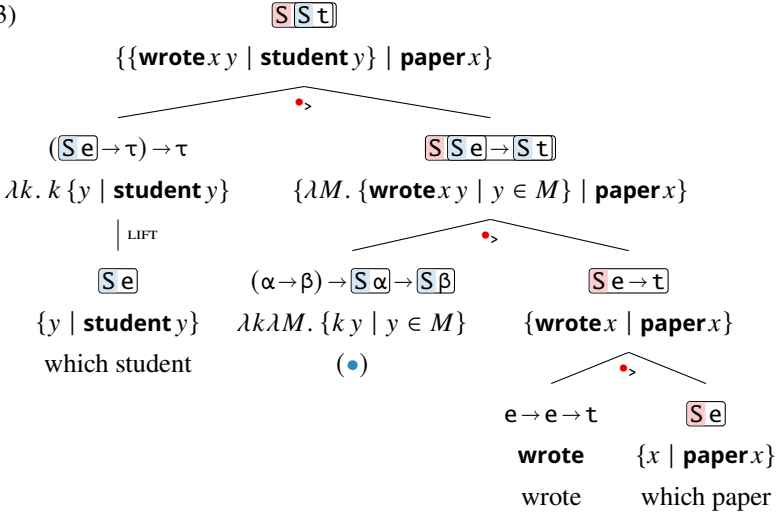 3)
S S t
{{wrote x y | student y} | paper x}
•>
•>
(S e → τ) → τ
S S e → S t
λk. k {y | student y}
{λM. {wrote x y | y ∈ M} | paper x}
LIFT
•>
S e
(α → β) → S α → S β
S e → t
{y | student y}
λkλM. {k y | y ∈ M}
{wrote x | paper x}
which student
(•)
•>
e → e → t
S e
wrote
{x | paper x}
wrote
which paper